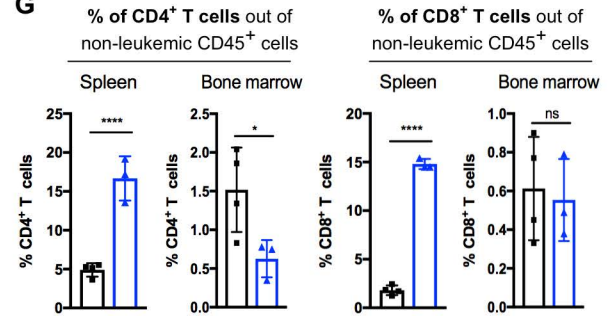 G
% of CD4+ T cells out of
non-leukemic CD45+ cells
Spleen
Bone marrow
% CD4+ T cells
25
20
15
10
5
0
****
% CD4+ T cells
2.5
2.0
1.5
1.0
0.5
0.0
*
% of CD8+ T cells out of
non-leukemic CD45+ cells
Spleen
Bone marrow
% CD8+ T cells
20
15
10
5
0
****
% CD8+ T cells
1.0
0.8
0.6
0.4
0.2
0.0
ns